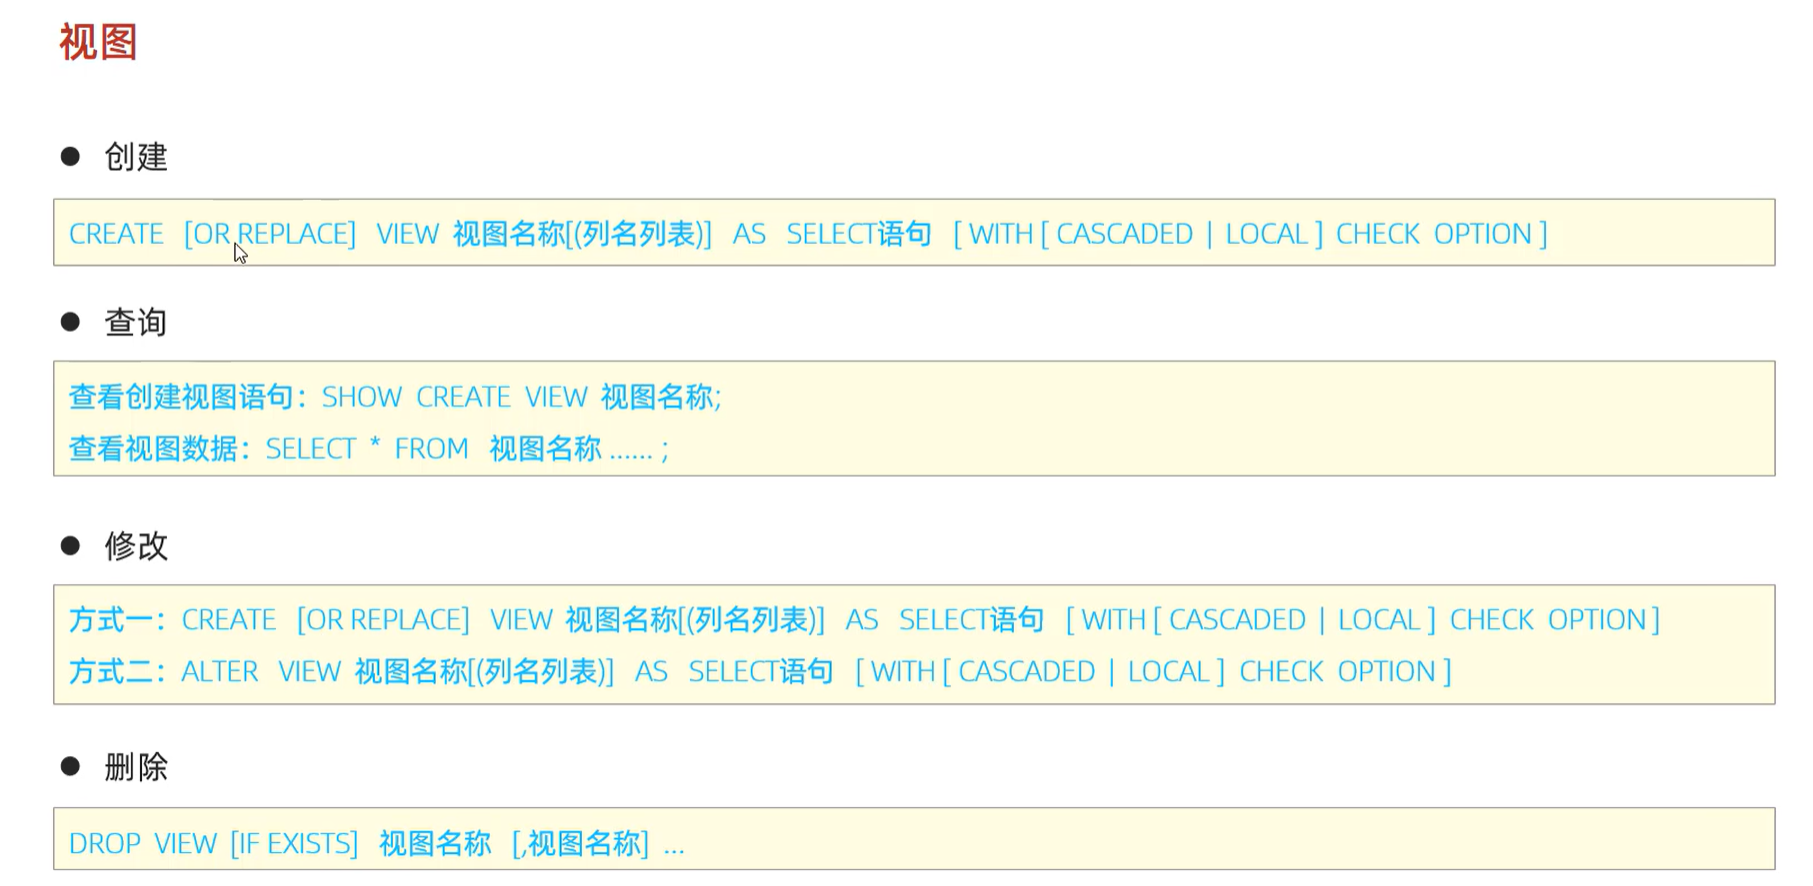 视图
创建
CREATE [OR REPLACE] VIEW 视图名称[(列名列表)] AS SELECT语句 [ WITH [ CASCADED | LOCAL ] CHECK OPTION ]
查询
查看创建视图语句：SHOW CREATE VIEW 视图名称;
查看视图数据：SELECT * FROM 视图名称 ...... ;
修改
方式一：CREATE [OR REPLACE] VIEW 视图名称[(列名列表)] AS SELECT语句 [ WITH [ CASCADED | LOCAL ] CHECK OPTION ]
方式二：ALTER VIEW 视图名称[(列名列表)] AS SELECT语句 [ WITH [ CASCADED | LOCAL ] CHECK OPTION ]
删除
DROP VIEW [IF EXISTS] 视图名称 [,视图名称] ...